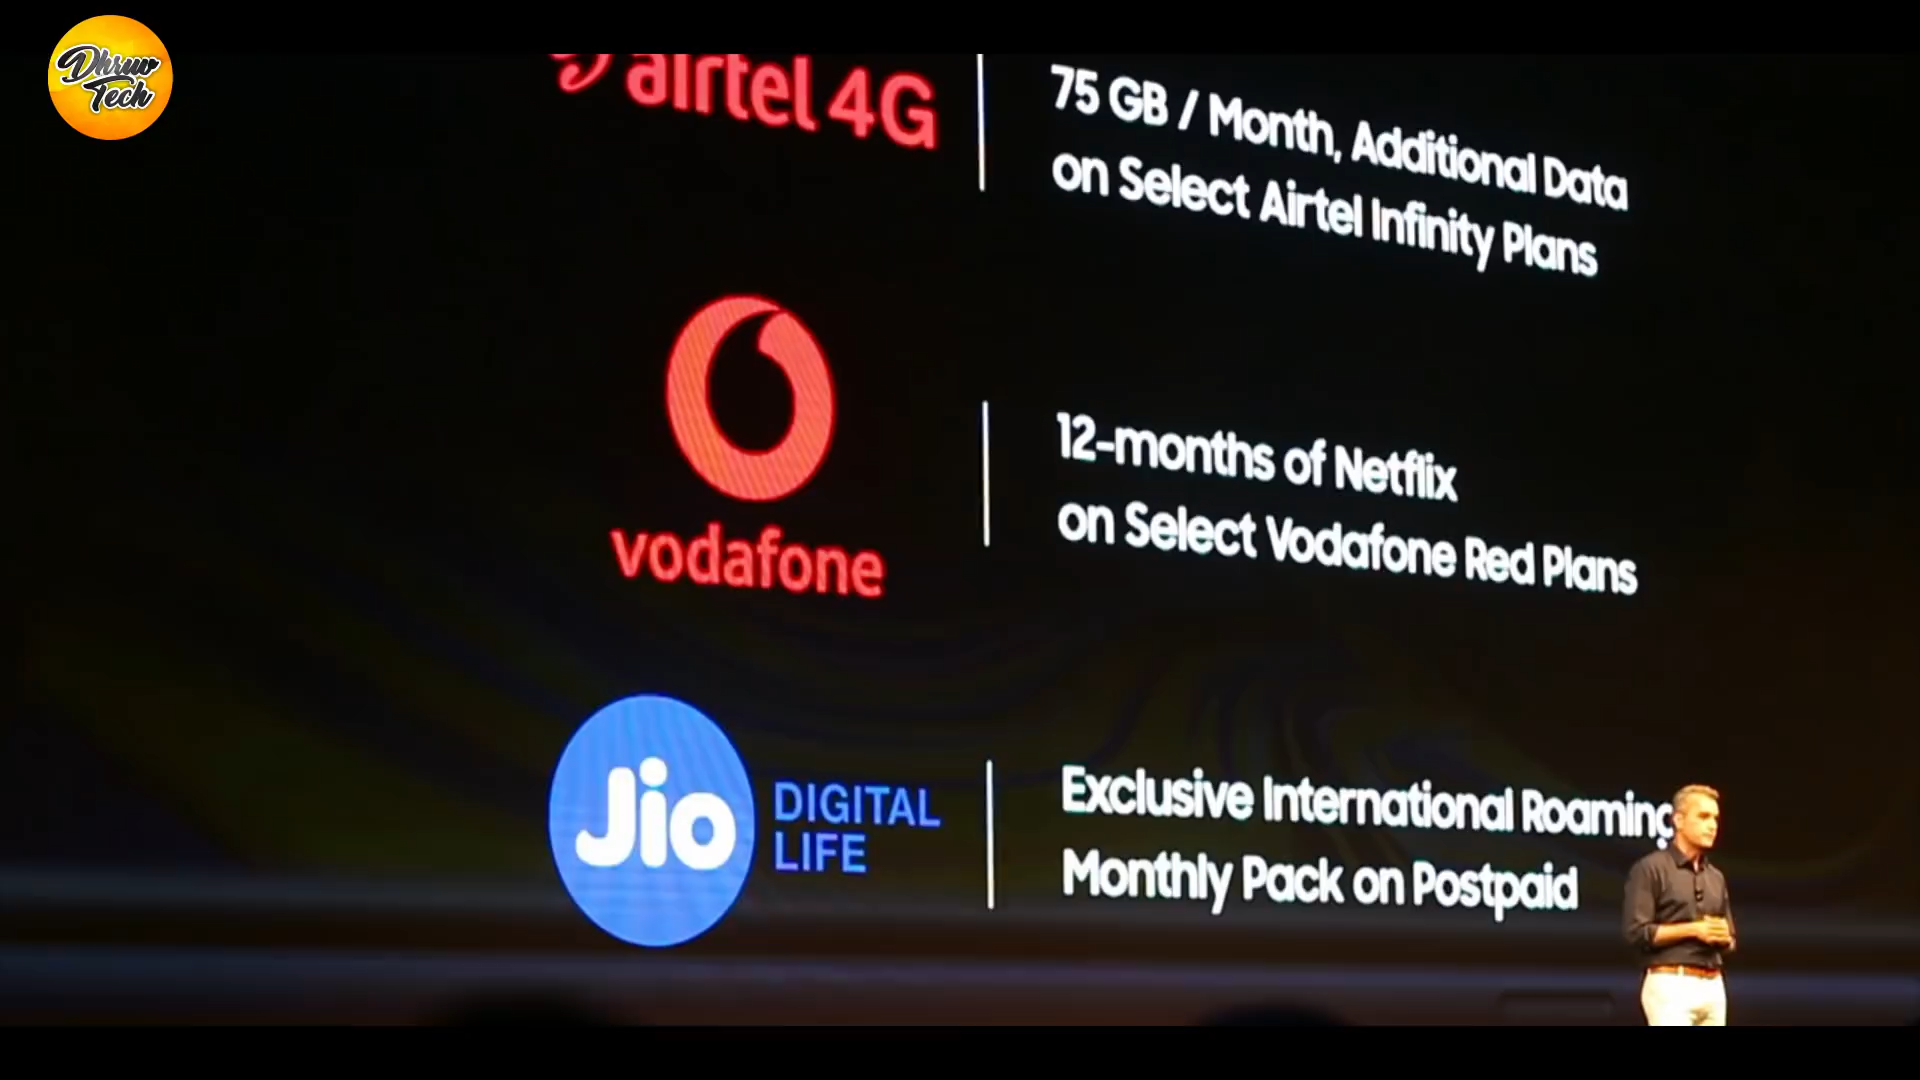 Dhruv
Tech
airtel 4G
75 GB / Month, Additional Data
on Select Airtel Infinity Plans
vodafone
12-months of Netflix
on Select Vodafone Red Plans
Jio
DIGITAL
LIFE
Exclusive International Roaming
Monthly Pack on Postpaid